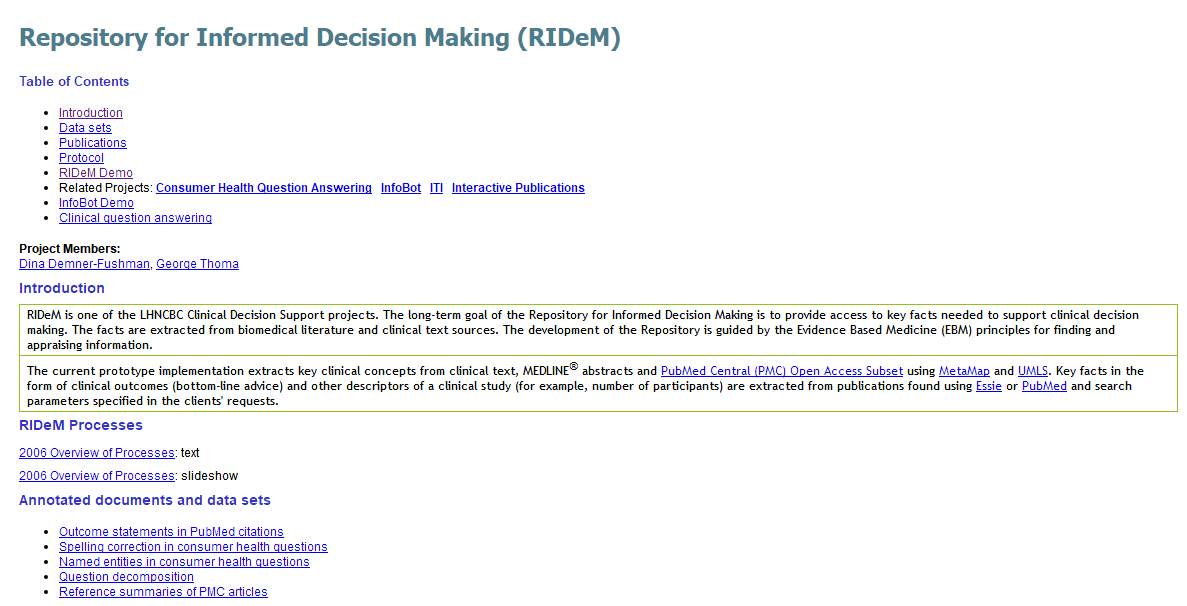 Repository for Informed Decision Making (RIDeM)
Table of Contents
Introduction
Data sets
Publications
Protocol
RIDeM Demo
Related Projects: Consumer Health Question Answering InfoBot ITI Interactive Publications
InfoBot Demo
Clinical question answering
Project Members:
Dina Demner-Fushman, George Thoma
Introduction
RIDeM is one of the LHNCBC Clinical Decision Support projects. The long-term goal of the Repository for Informed Decision Making is to provide access to key facts needed to support clinical decision
making. The facts are extracted from biomedical literature and clinical text sources. The development of the Repository is guided by the Evidence Based Medicine (EBM) principles for finding and
appraising information.
The current prototype implementation extracts key clinical concepts from clinical text, MEDLINE® abstracts and PubMed Central (PMC) Open Access Subset using MetaMap and UMLS. Key facts in the
form of clinical outcomes (bottom-line advice) and other descriptors of a clinical study (for example, number of participants) are extracted from publications found using Essie or PubMed and search
parameters specified in the clients' requests.
RIDeM Processes
2006 Overview of Processes: text
2006 Overview of Processes: slideshow
Annotated documents and data sets
Outcome statements in PubMed citations
Spelling correction in consumer health questions
Named entities in consumer health questions
Question decomposition
Reference summaries of PMC articles